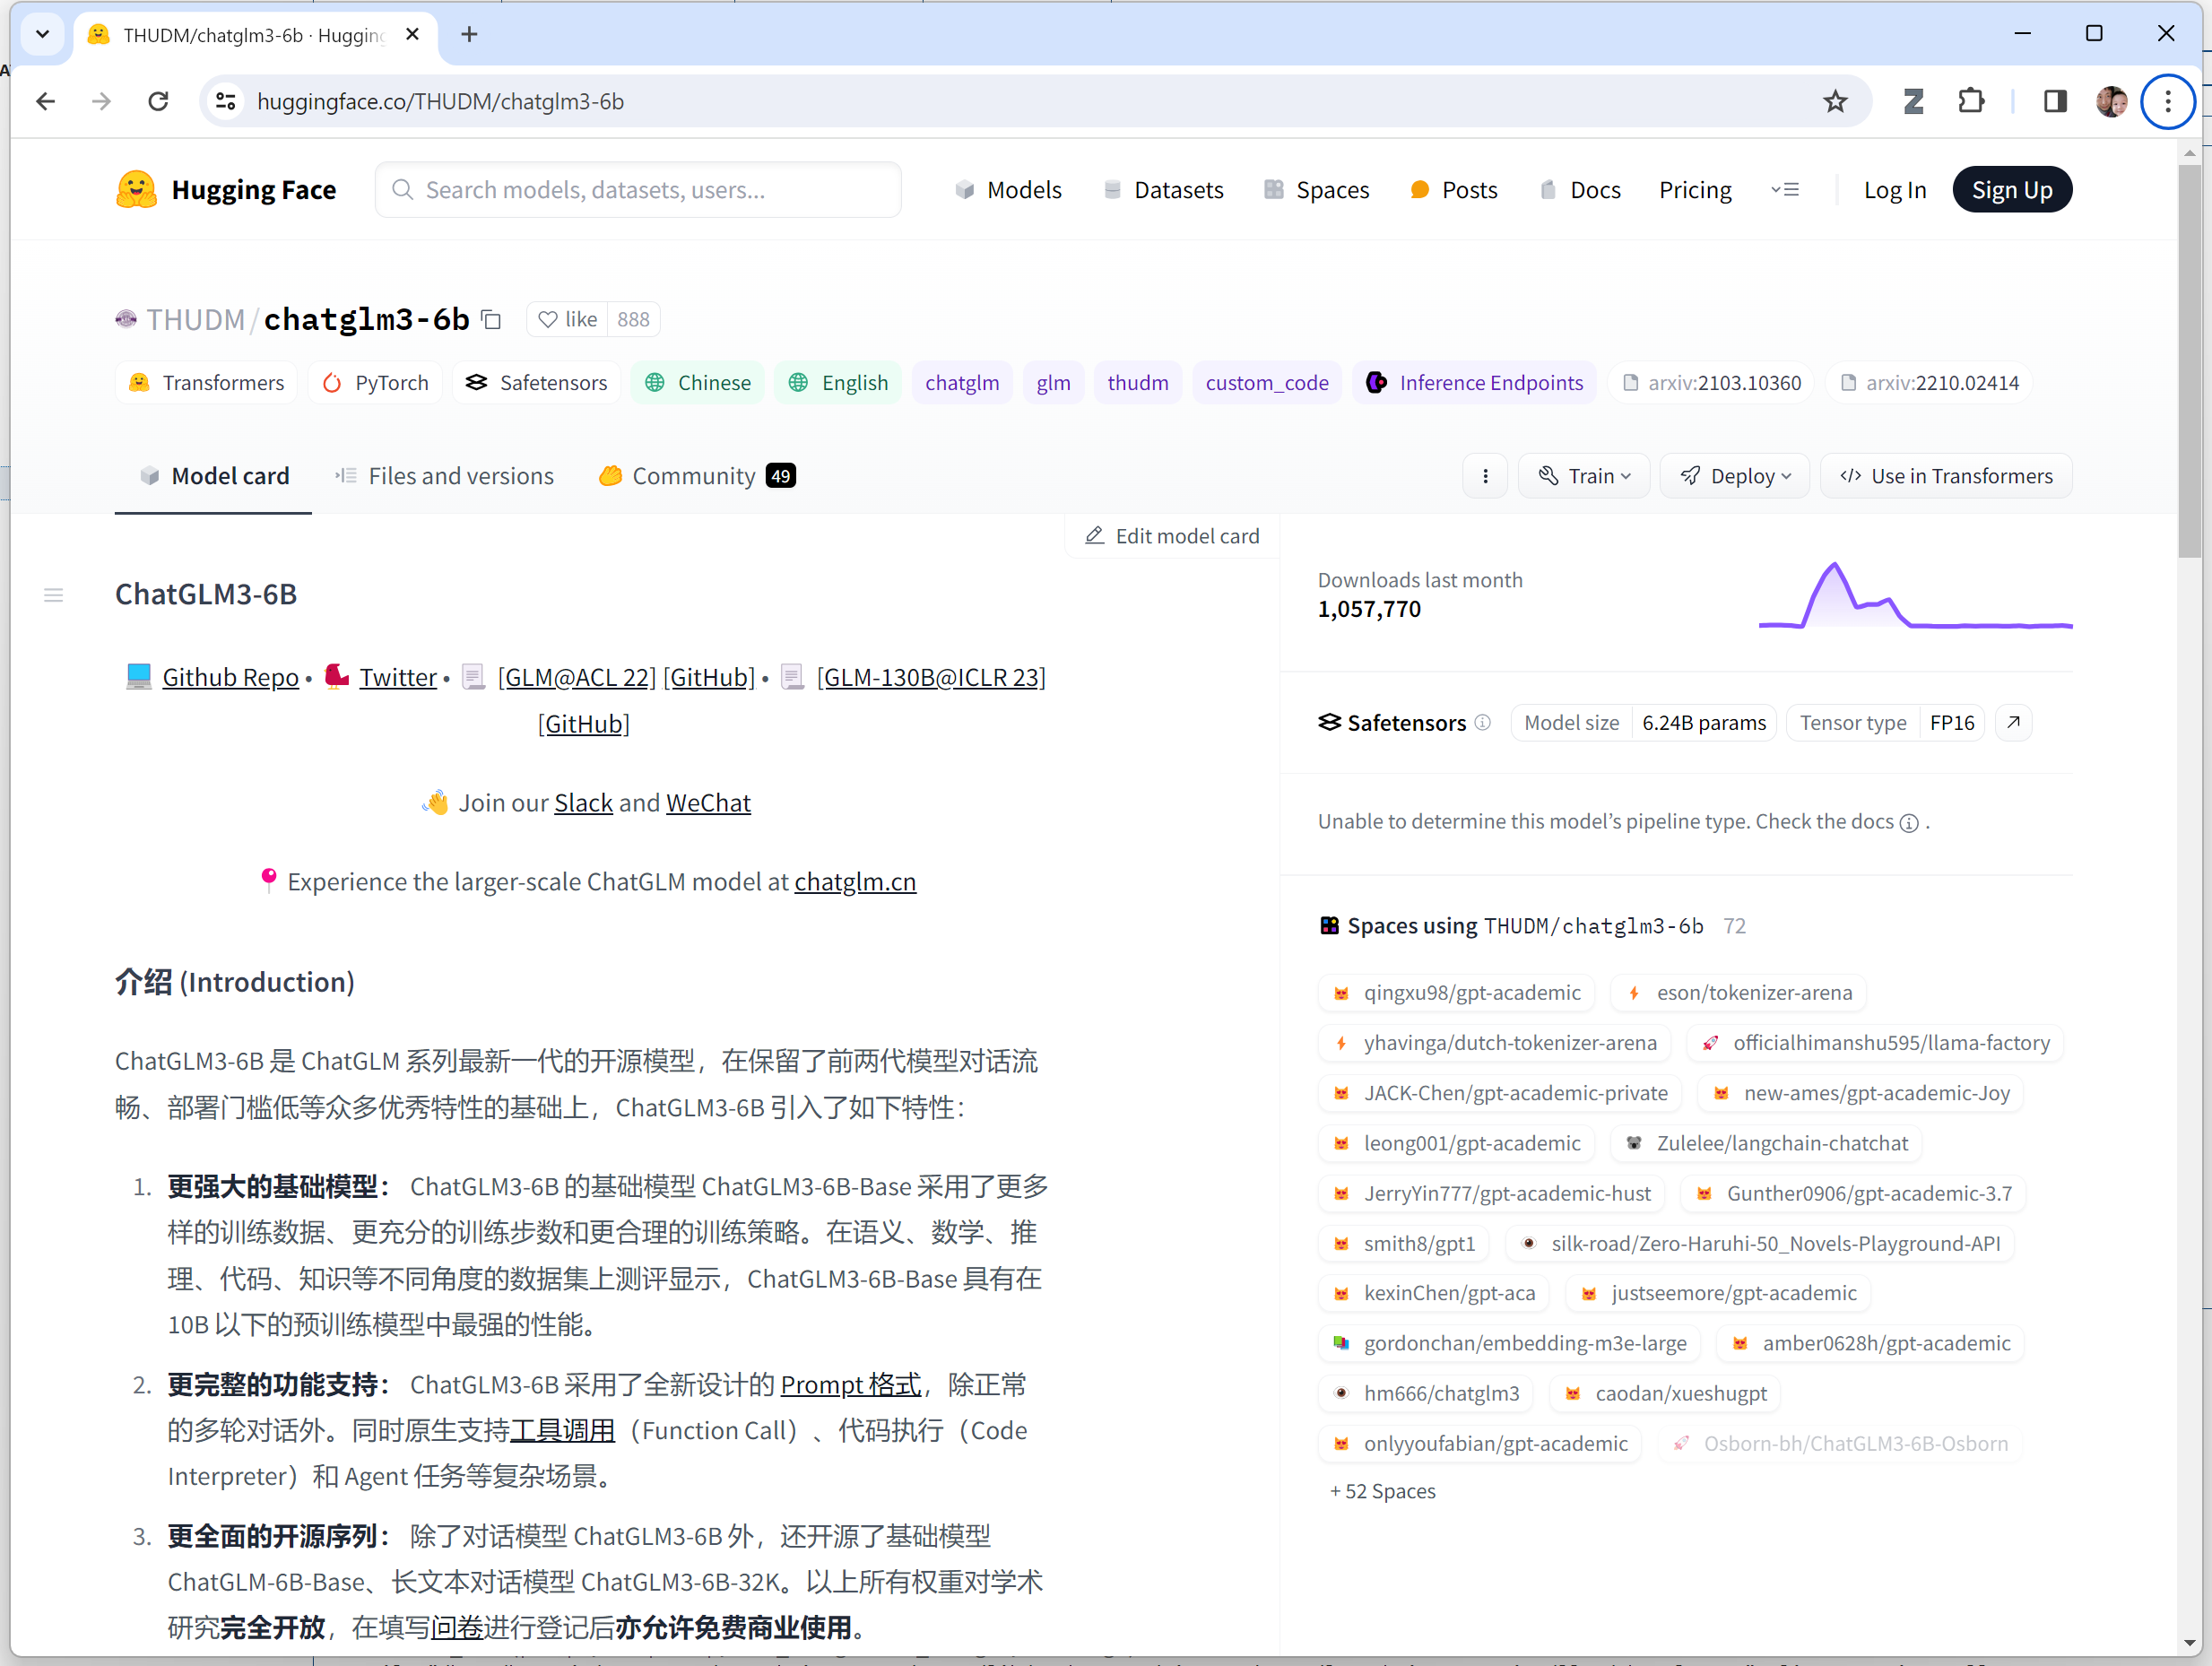 THUDM/chatglm3-6b · Hugging
huggingface.co/THUDM/chatglm3-6b
Hugging Face
Search models, datasets, users...
Models
Datasets
Spaces
Posts
Docs
Pricing
Log In
Sign Up
THUDM/chatglm3-6b
like 888
Transformers
PyTorch
Safetensors
Chinese
English
chatglm
glm
thudm
custom_code
Inference Endpoints
arxiv:2103.10360
arxiv:2210.02414
Model card
Files and versions
Community 49
Train
Deploy
Use in Transformers
Edit model card
ChatGLM3-6B
Github Repo • Twitter • [GLM@ACL 22] [GitHub] • [GLM-130B@ICLR 23]
[GitHub]
Join our Slack and WeChat
Experience the larger-scale ChatGLM model at chatglm.cn
介绍 (Introduction)
ChatGLM3-6B 是 ChatGLM 系列最新一代的开源模型，在保留了前两代模型对话流
畅、部署门槛低等众多优秀特性的基础上，ChatGLM3-6B 引入了如下特性：
1. 更强大的基础模型： ChatGLM3-6B 的基础模型 ChatGLM3-6B-Base 采用了更多
样的训练数据、更充分的训练步数和更合理的训练策略。在语义、数学、推
理、代码、知识等不同角度的数据集上测评显示，ChatGLM3-6B-Base 具有在
10B 以下的预训练模型中最强的性能。
2. 更完整的功能支持： ChatGLM3-6B 采用了全新设计的 Prompt 格式，除正常
的多轮对话外。同时原生支持工具调用（Function Call）、代码执行（Code
Interpreter）和 Agent 任务等复杂场景。
3. 更全面的开源序列： 除了对话模型 ChatGLM3-6B 外，还开源了基础模型
ChatGLM-6B-Base、长文本对话模型 ChatGLM3-6B-32K。以上所有权重对学术
研究完全开放，在填写问卷进行登记后亦允许免费商业使用。
Downloads last month
1,057,770
Safetensors
Model size 6.24B params
Tensor type FP16
Unable to determine this model’s pipeline type. Check the docs .
Spaces using THUDM/chatglm3-6b 72
qingxu98/gpt-academic
eson/tokenizer-arena
yhavinga/dutch-tokenizer-arena
officialhimanshu595/llama-factory
JACK-Chen/gpt-academic-private
new-ames/gpt-academic-Joy
leong001/gpt-academic
Zulelee/langchain-chatchat
JerryYin777/gpt-academic-hust
Gunther0906/gpt-academic-3.7
smith8/gpt1
silk-road/Zero-Haruhi-50_Novels-Playground-API
kexinChen/gpt-aca
justseemore/gpt-academic
gordonchan/embedding-m3e-large
amber0628h/gpt-academic
hm666/chatglm3
caodan/xueshugpt
onlyyoufabian/gpt-academic
Osborn-bh/ChatGLM3-6B-Osborn
+ 52 Spaces